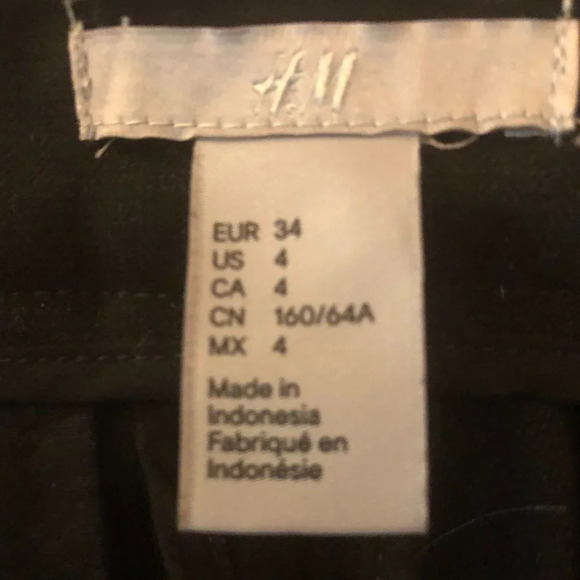 H&M
EUR 34
US 4
CA 4
CN 160/64A
MX 4
Made in
Indonesia
Fabriqué en
Indonésie